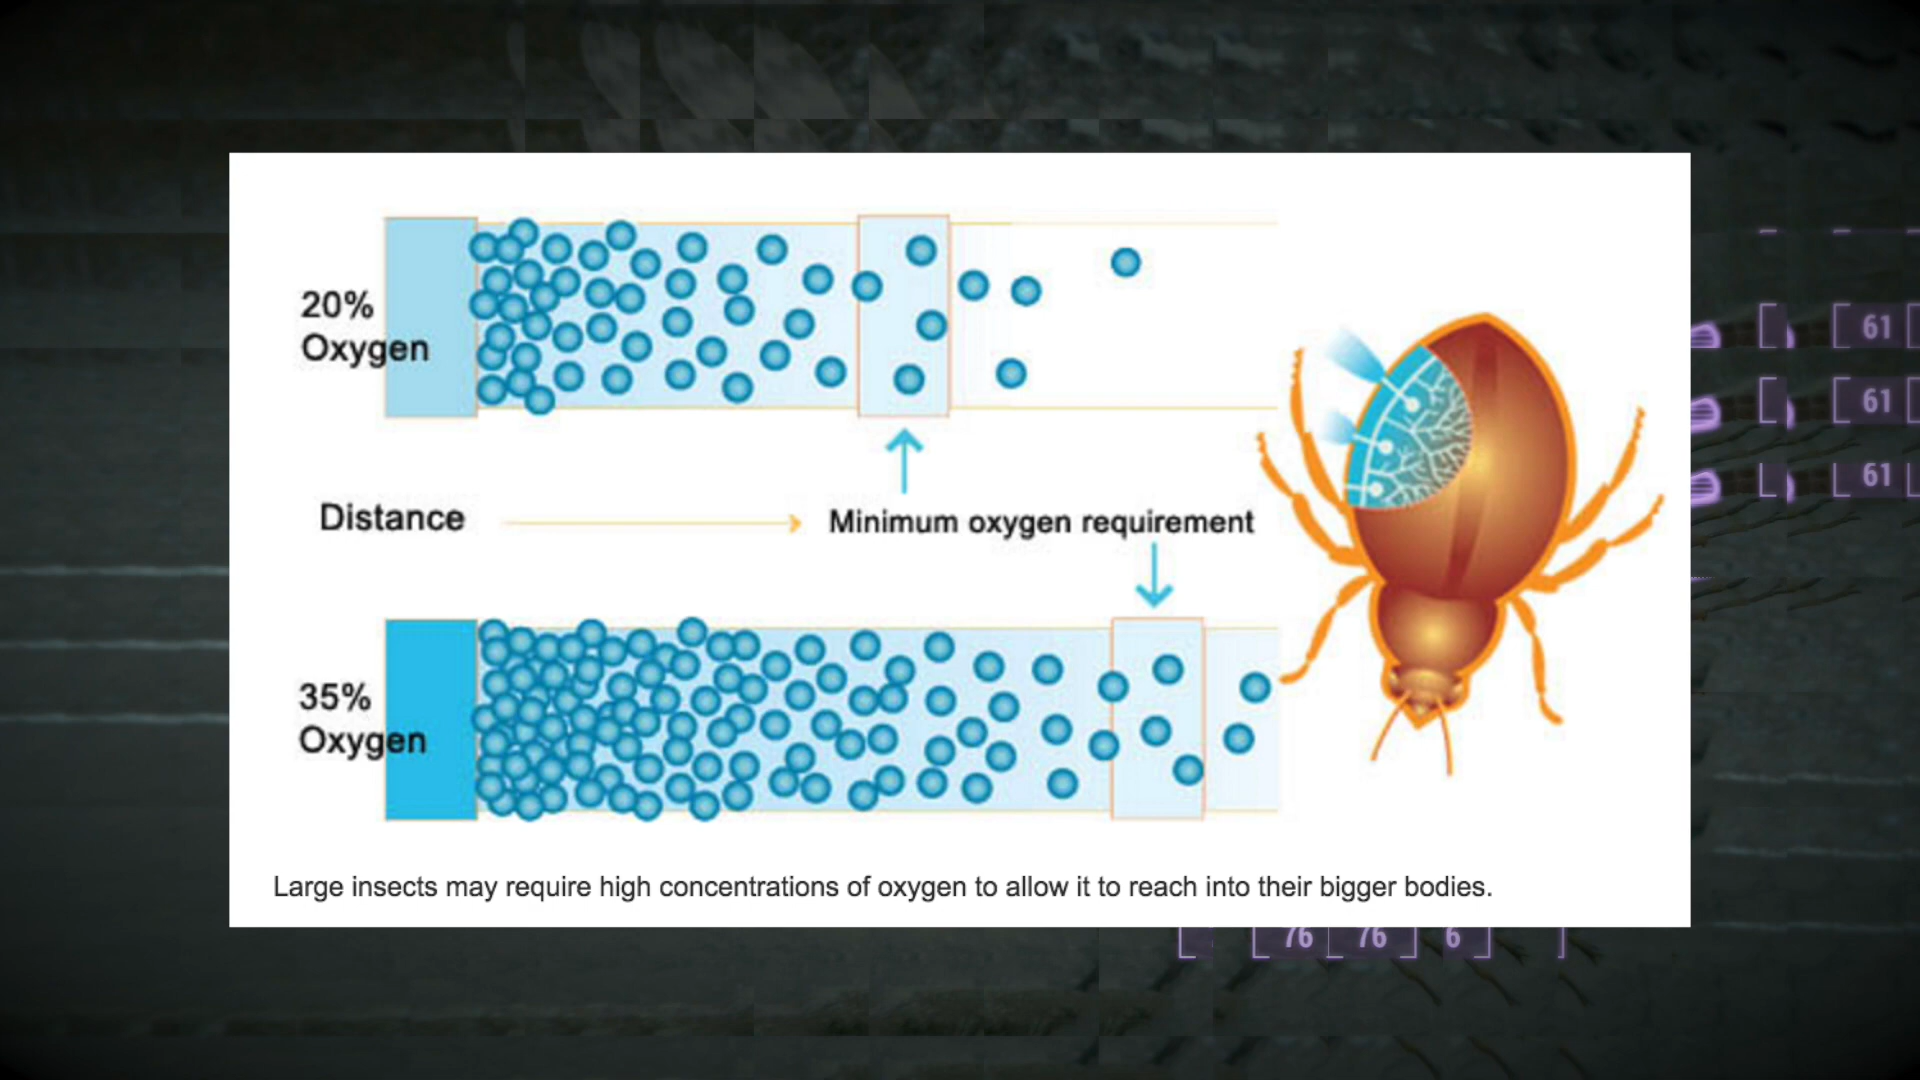 20%
Oxygen
Distance
Minimum oxygen requirement
35%
Oxygen
Large insects may require high concentrations of oxygen to allow it to reach into their bigger bodies.
61
61
61
76 76 6